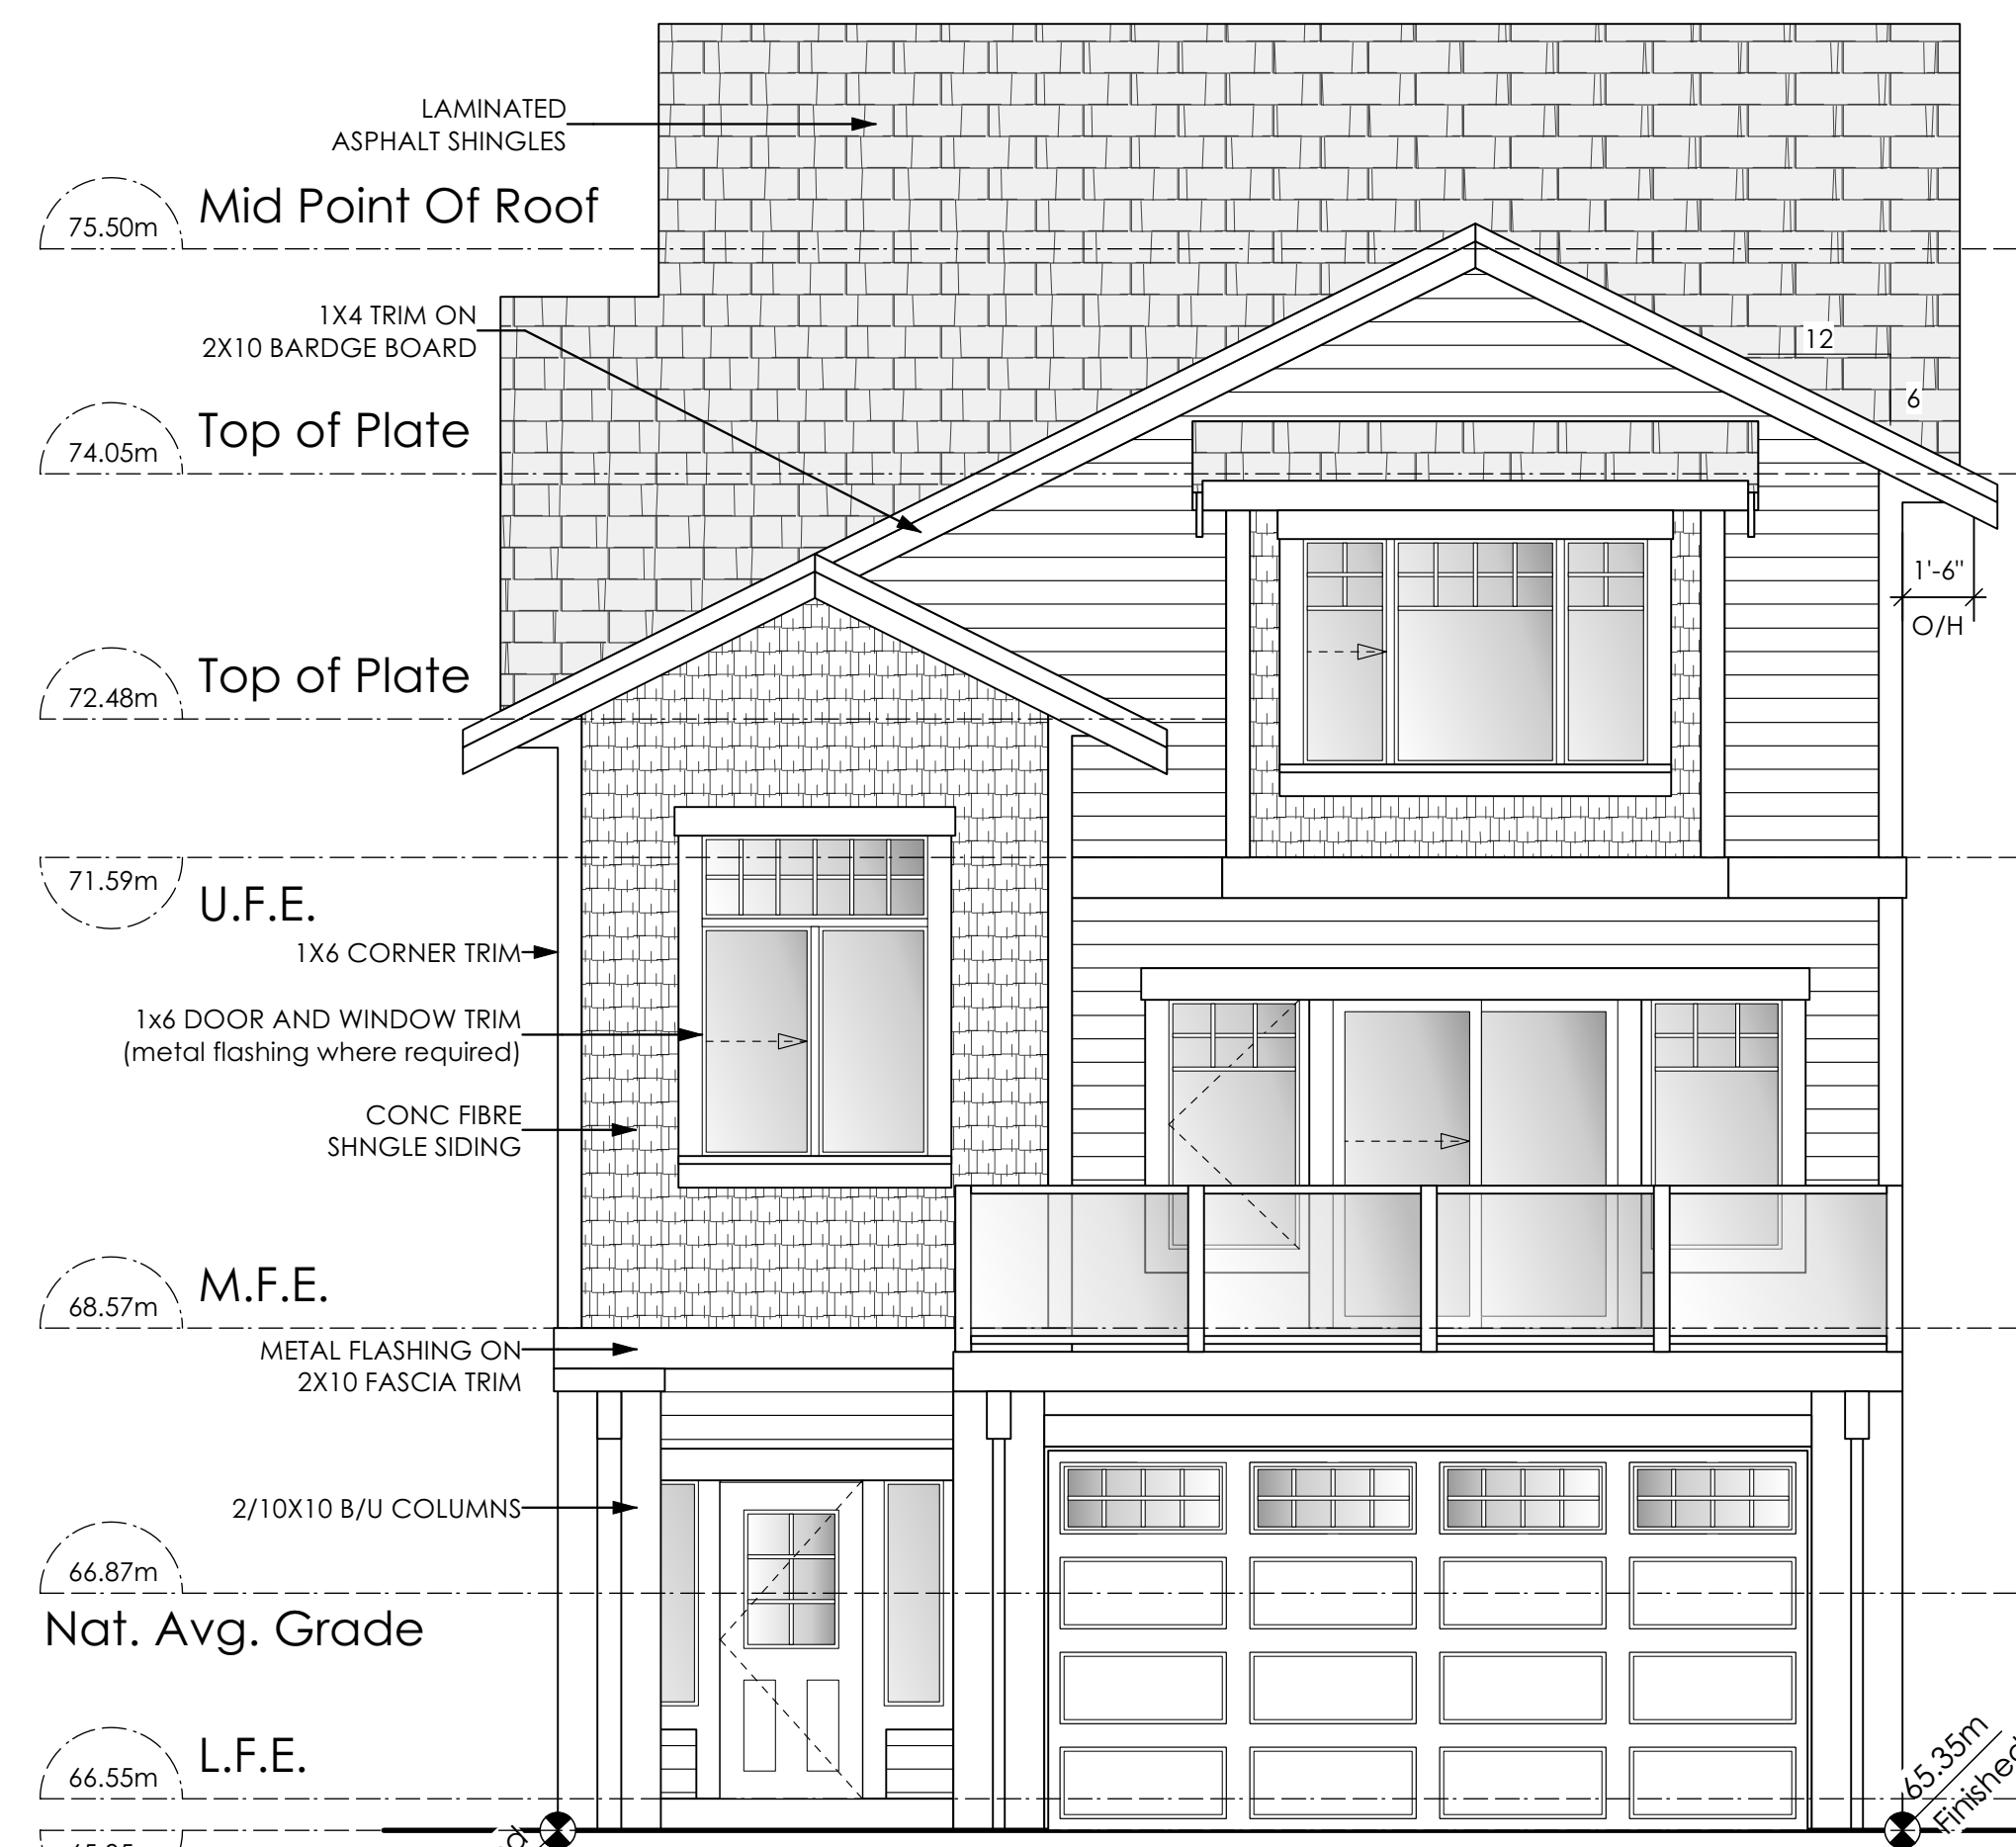 LAMINATED
ASPHALT SHINGLES
75.50m
Mid Point Of Roof
1X4 TRIM ON
2X10 BARDGE BOARD
12
6
74.05m
Top of Plate
1'-6"
O/H
72.48m
Top of Plate
71.59m
U.F.E.
1X6 CORNER TRIM
1x6 DOOR AND WINDOW TRIM
(metal flashing where required)
CONC FIBRE
SHNGLE SIDING
68.57m
M.F.E.
METAL FLASHING ON
2X10 FASCIA TRIM
2/10X10 B/U COLUMNS
66.87m
Nat. Avg. Grade
66.55m
L.F.E.
65.35m
Finished